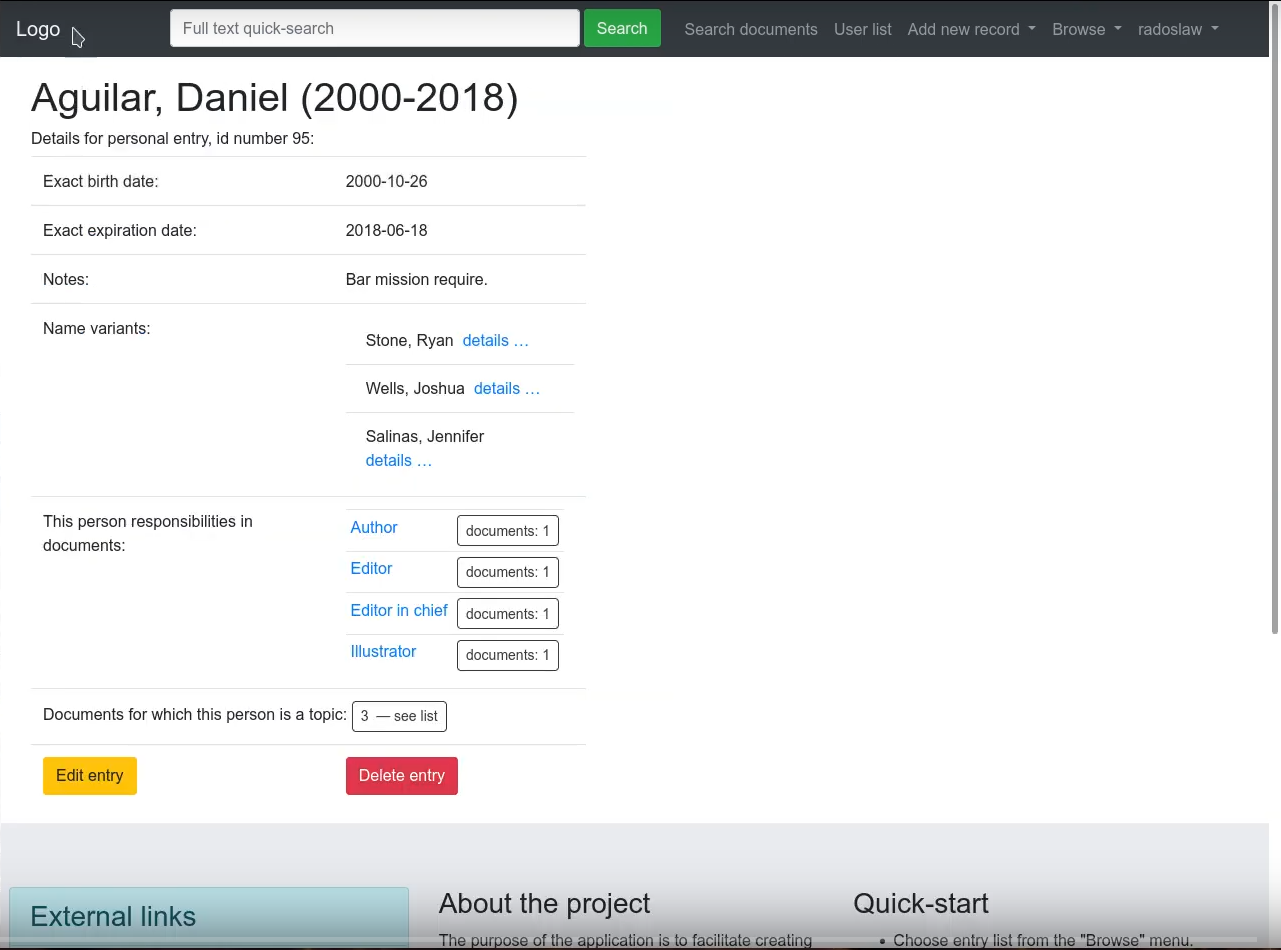 Logo
Full text quick-search
Search
Search documents
User list
Add new record
Browse
radoslaw
Aguilar, Daniel (2000-2018)
Details for personal entry, id number 95:
Exact birth date: 2000-10-26
Exact expiration date: 2018-06-18
Notes: Bar mission require.
Name variants:
Stone, Ryan details …
Wells, Joshua details …
Salinas, Jennifer
details …
This person responsibilities in
documents:
Author documents: 1
Editor documents: 1
Editor in chief documents: 1
Illustrator documents: 1
Documents for which this person is a topic: 3 — see list
Edit entry
Delete entry
External links
About the project
The purpose of the application is to facilitate creating
Quick-start
• Choose entry list from the "Browse" menu.